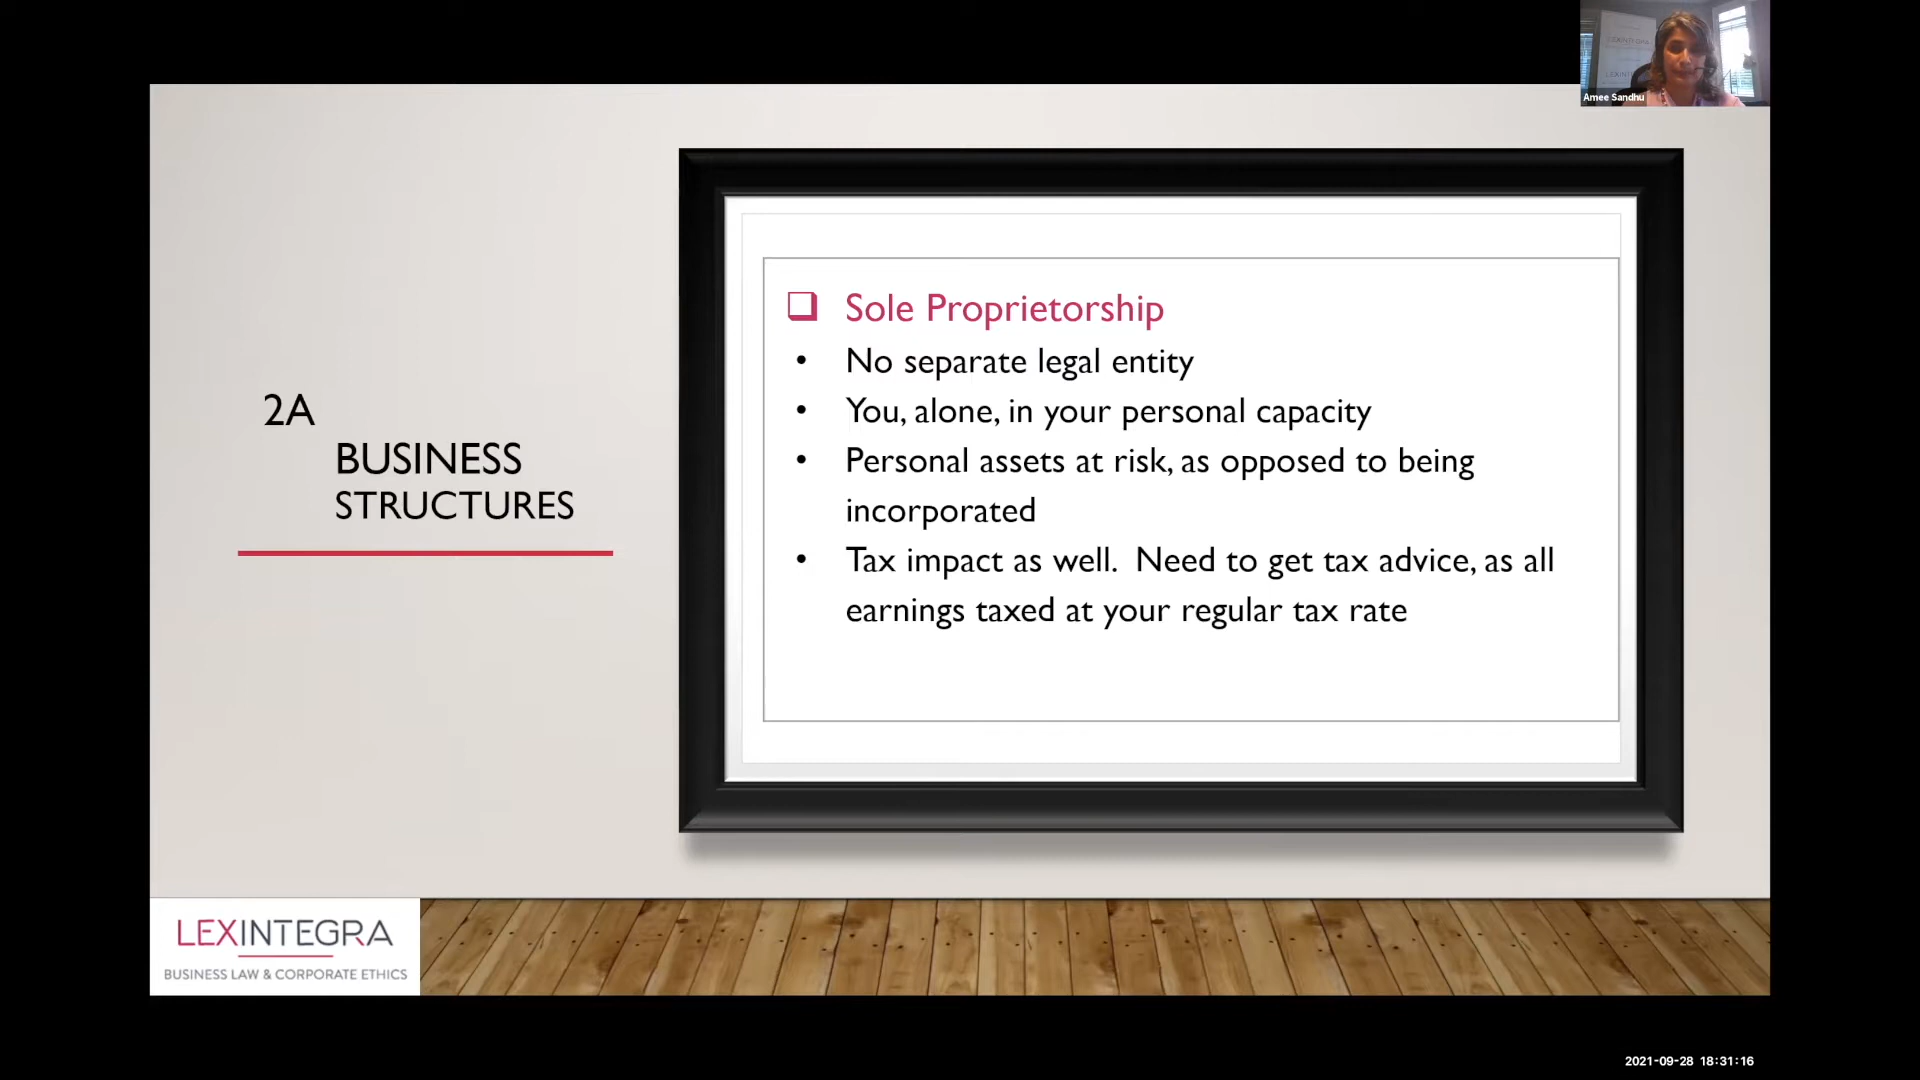 Amee Sandhu
2A
BUSINESS
STRUCTURES
❑ Sole Proprietorship
• No separate legal entity
• You, alone, in your personal capacity
• Personal assets at risk, as opposed to being
incorporated
• Tax impact as well. Need to get tax advice, as all
earnings taxed at your regular tax rate
LEXINTEGRA
BUSINESS LAW & CORPORATE ETHICS
2021-09-28 18:31:16